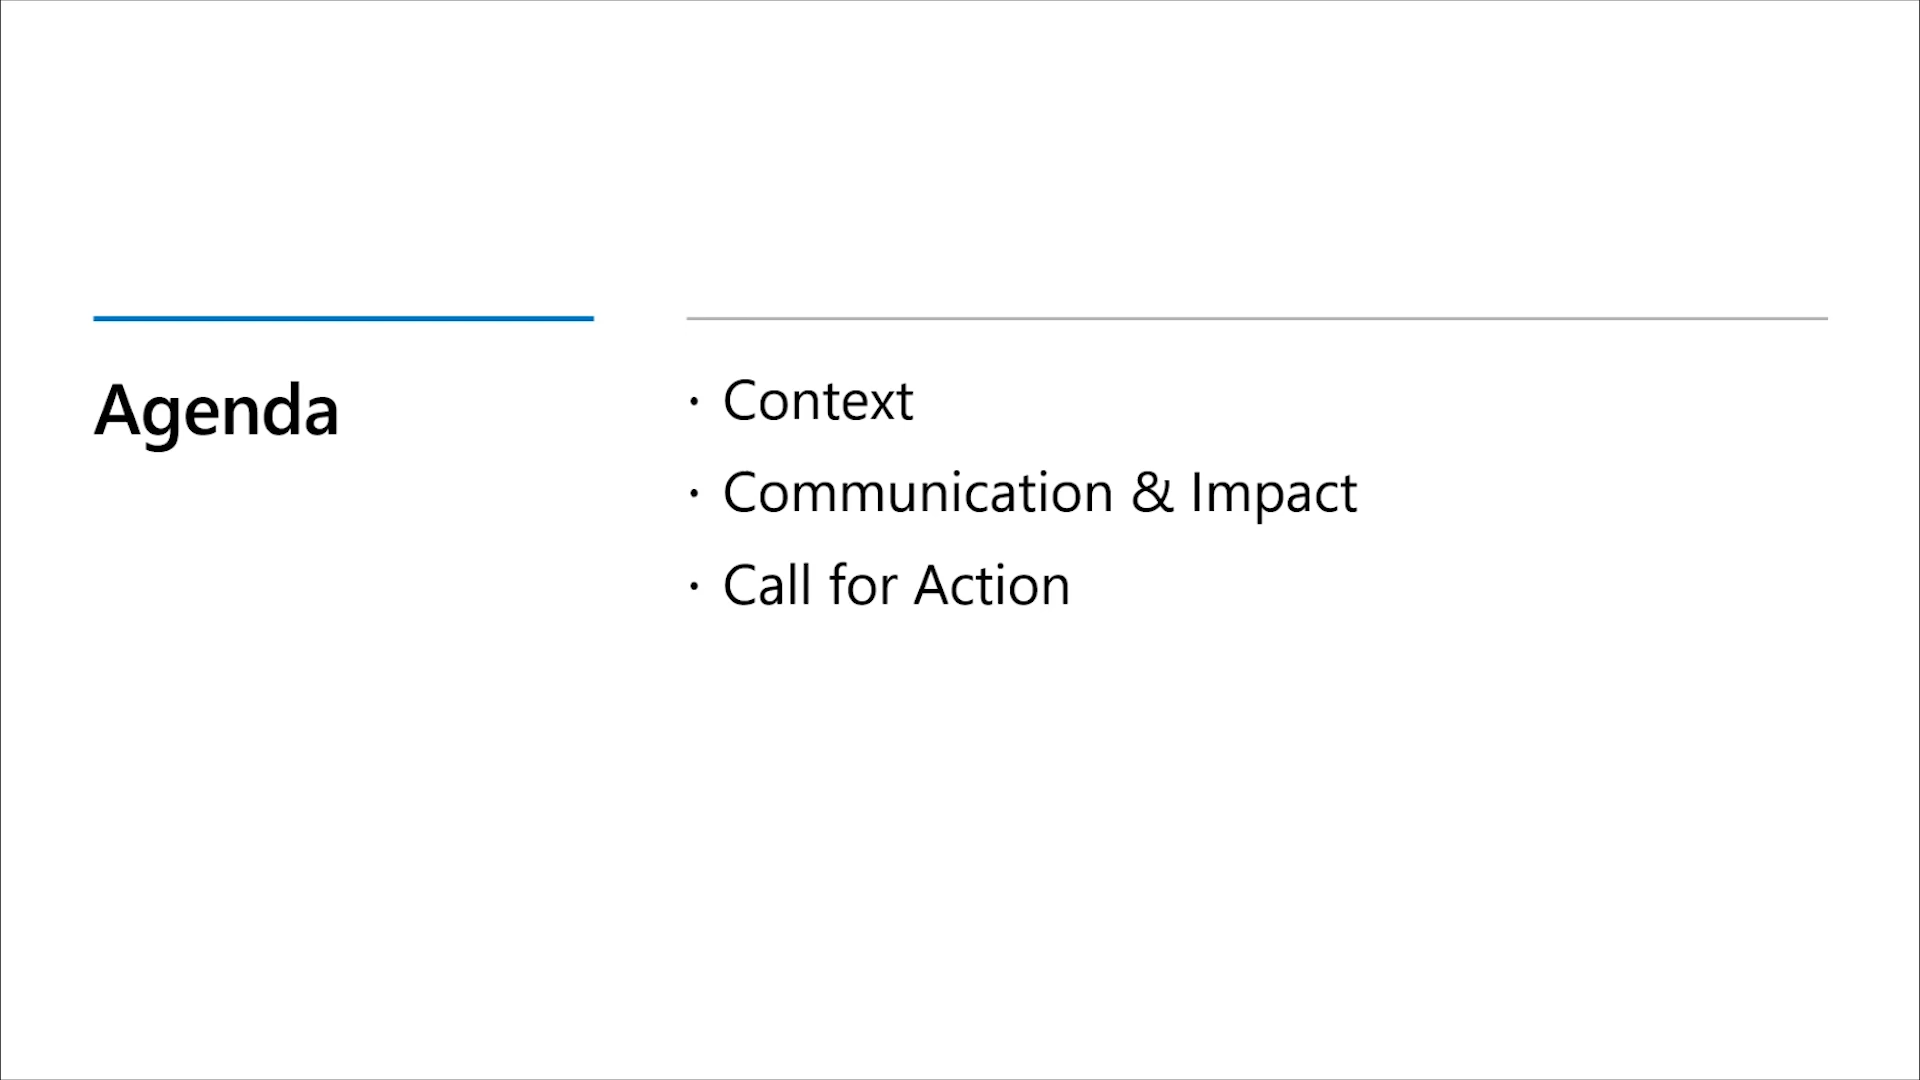 Agenda
· Context
· Communication & Impact
· Call for Action